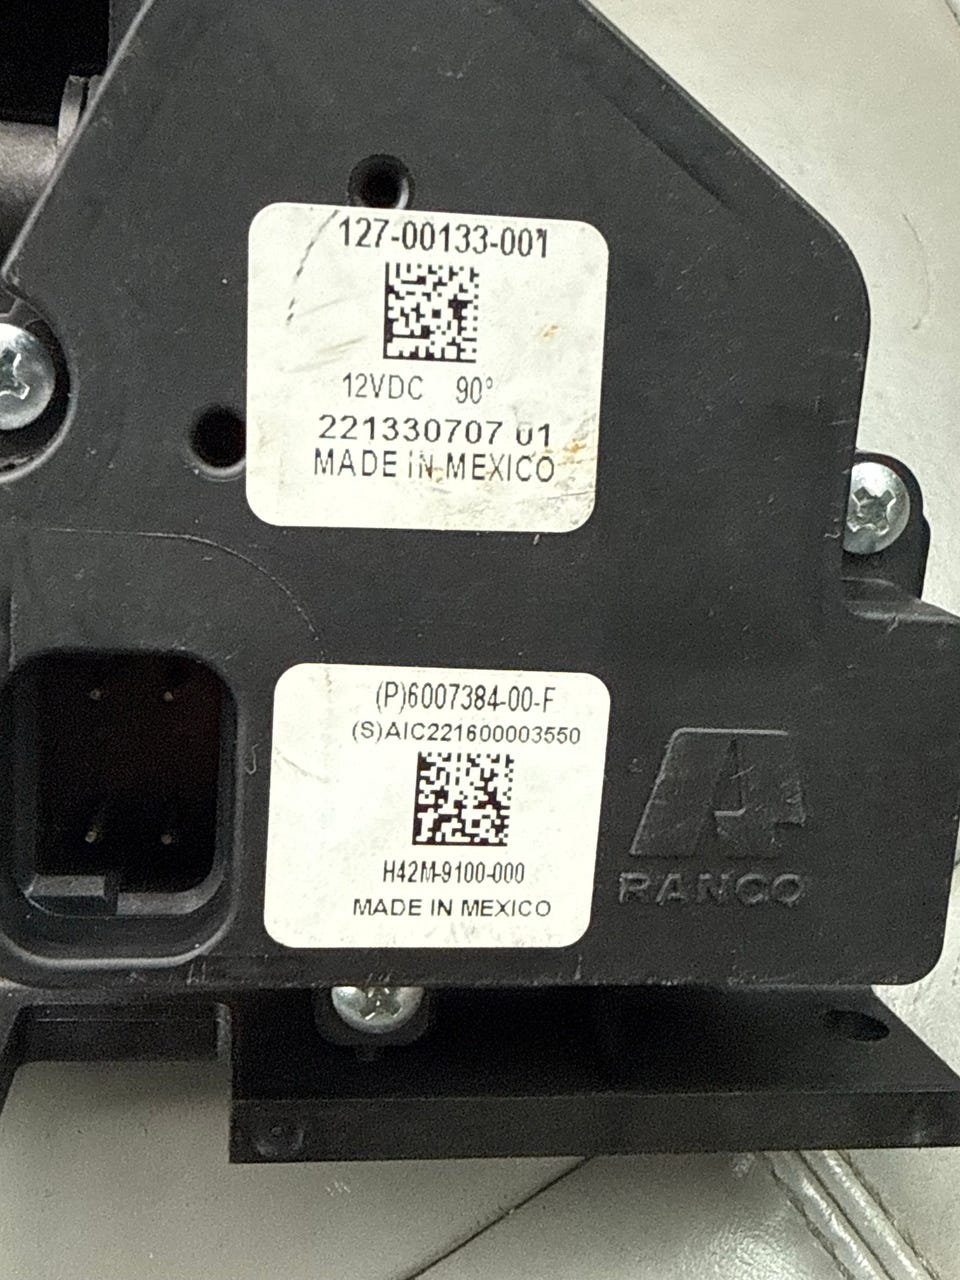 127-00133-001
12VDC 90°
221330707 01
MADE IN MEXICO
(P)6007384-00-F
(S)AIC221600003550
H42M-9100-000
MADE IN MEXICO
RANCO